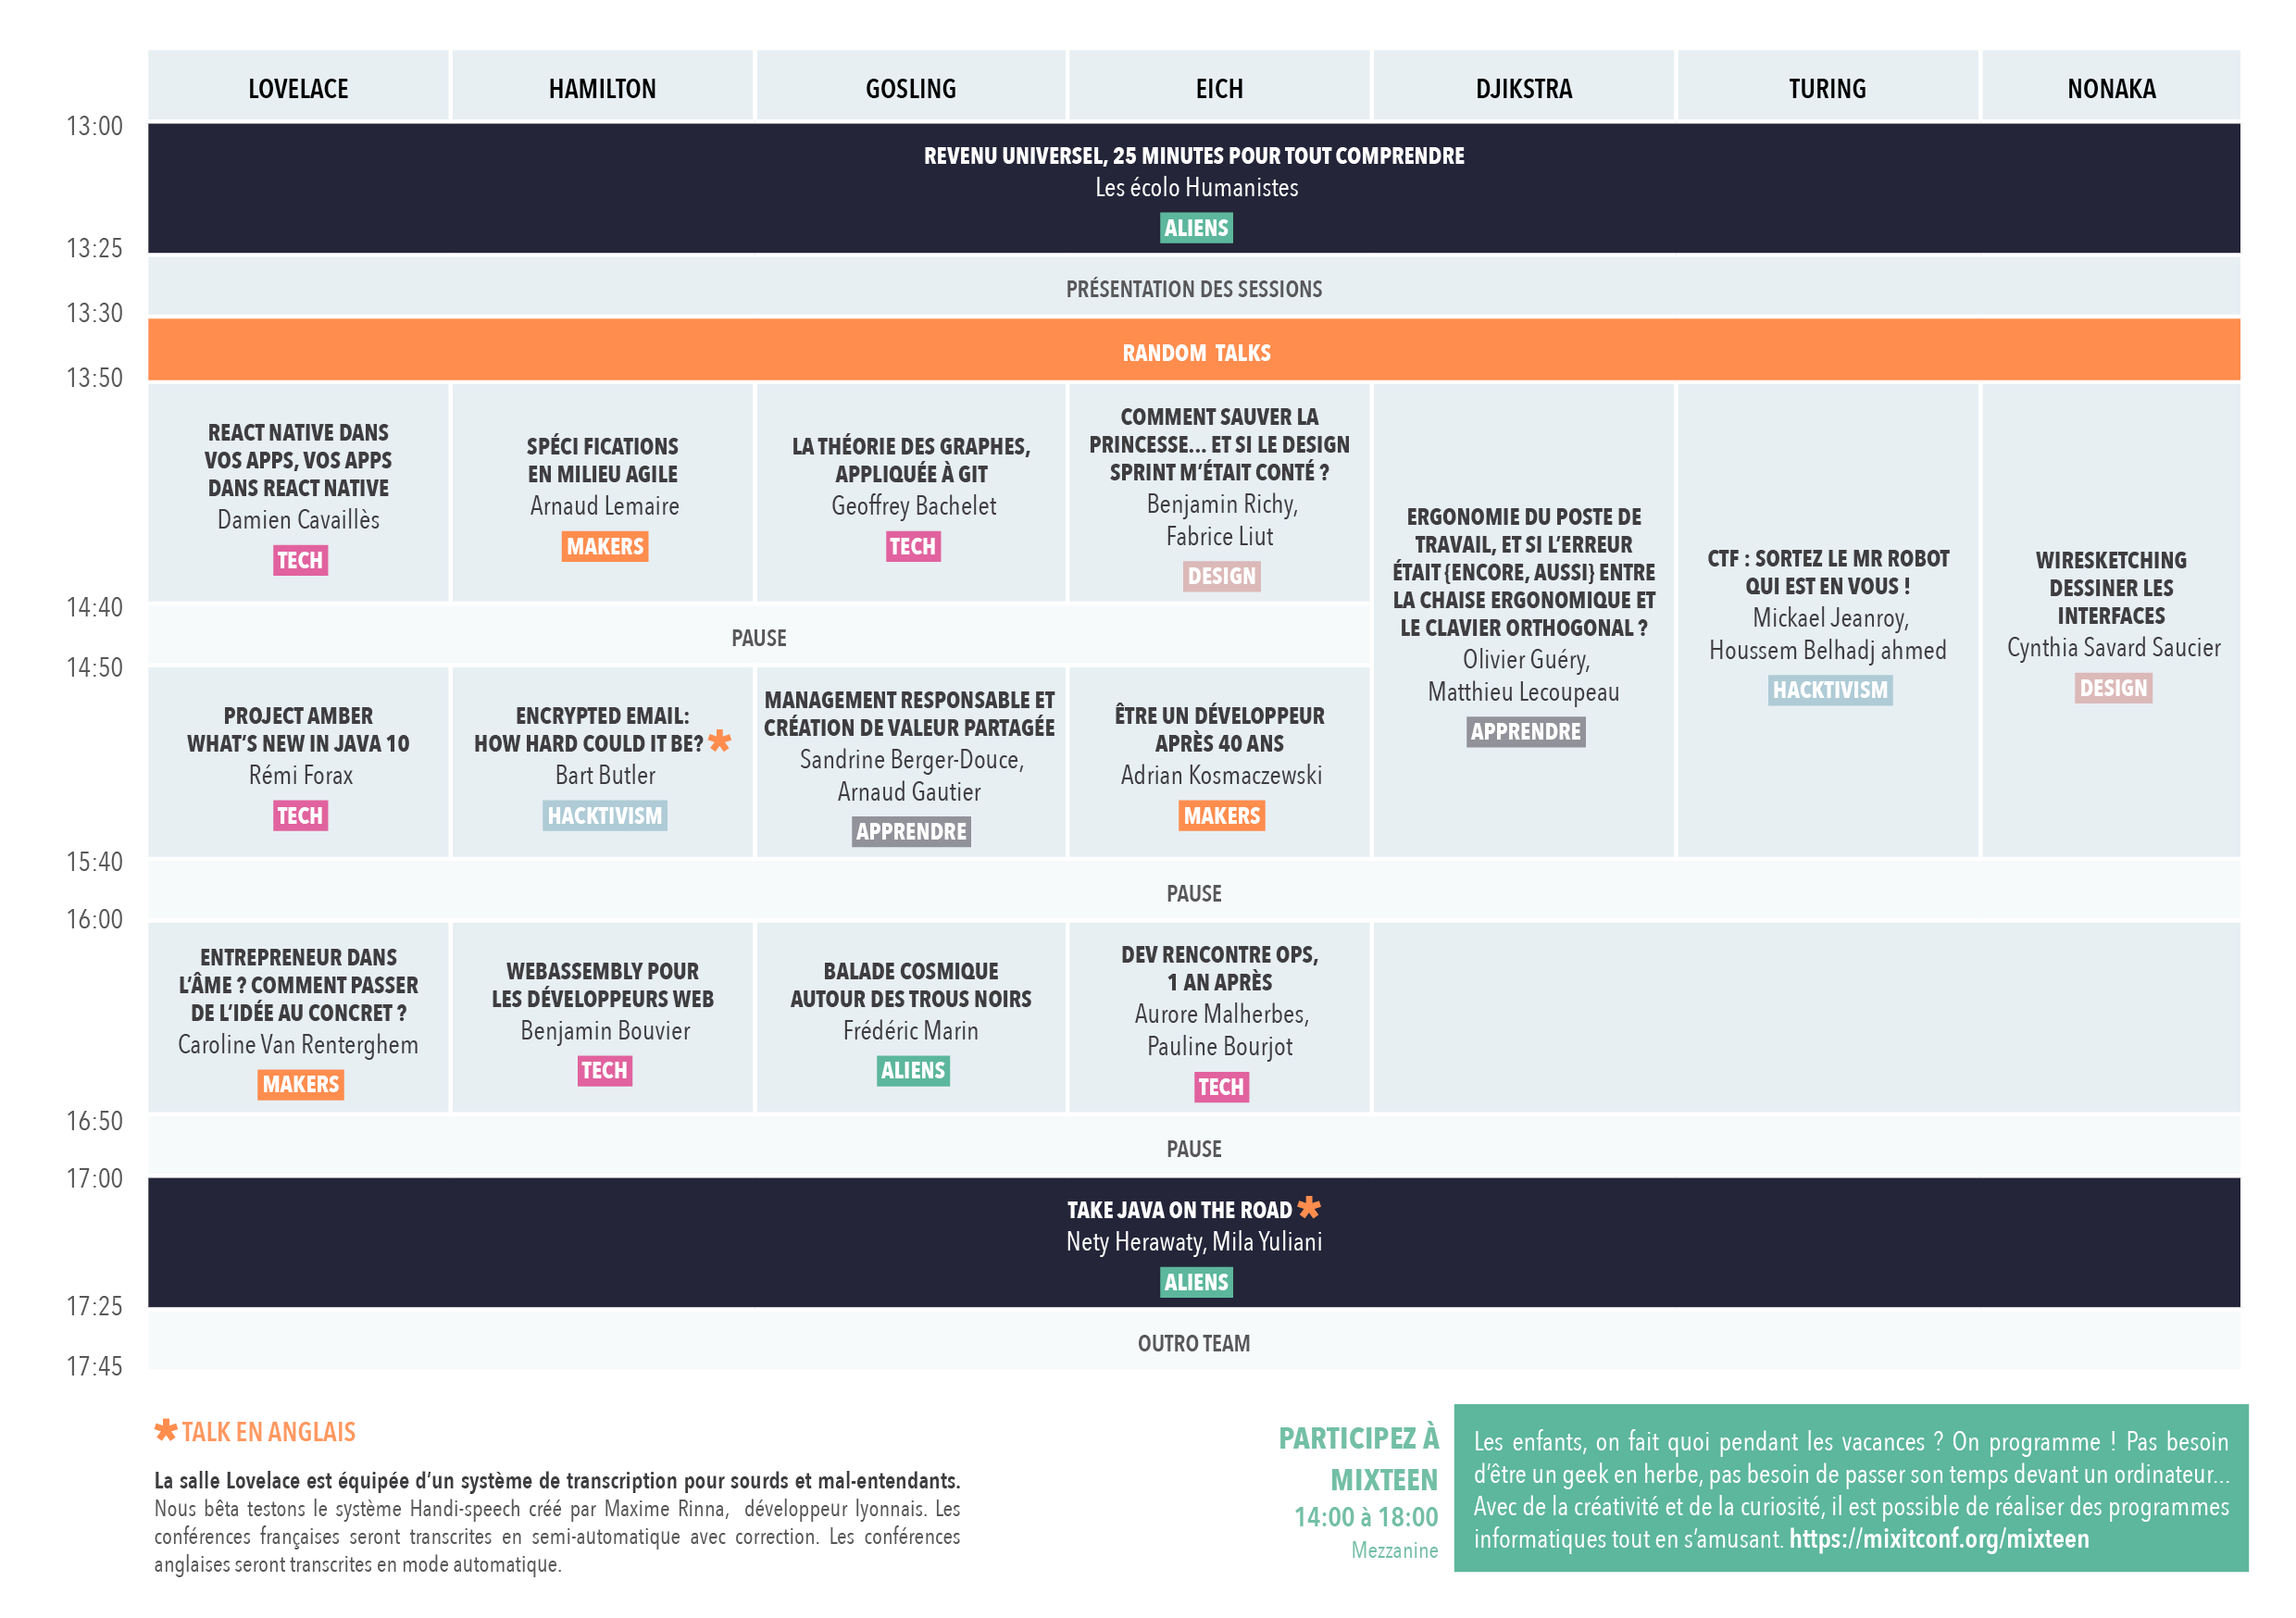 LOVELACE
HAMILTON
GOSLING
EICH
DJIKSTRA
TURING
NONAKA
13:00
REVENU UNIVERSEL, 25 MINUTES POUR TOUT COMPRENDRE
Les écolo Humanistes
ALIENS
13:25
PRÉSENTATION DES SESSIONS
13:30
RANDOM TALKS
13:50
REACT NATIVE DANS
VOS APPS, VOS APPS
DANS REACT NATIVE
Damien Cavaillès
TECH
SPÉCI FICATIONS
EN MILIEU AGILE
Arnaud Lemaire
MAKERS
LA THÉORIE DES GRAPHES,
APPLIQUÉE À GIT
Geoffrey Bachelet
TECH
COMMENT SAUVER LA
PRINCESSE... ET SI LE DESIGN
SPRINT M'ÉTAIT CONTÉ ?
Benjamin Richy,
Fabrice Liut
DESIGN
ERGONOMIE DU POSTE DE
TRAVAIL, ET SI L'ERREUR
ÉTAIT {ENCORE, AUSSI} ENTRE
LA CHAISE ERGONOMIQUE ET
LE CLAVIER ORTHOGONAL ?
Olivier Guéry,
Matthieu Lecoupeau
APPRENDRE
CTF : SORTEZ LE MR ROBOT
QUI EST EN VOUS !
Mickael Jeanroy,
Houssem Belhadj ahmed
HACKTIVISM
WIRESKETCHING
DESSINER LES
INTERFACES
Cynthia Savard Saucier
DESIGN
14:40
PAUSE
14:50
PROJECT AMBER
WHAT'S NEW IN JAVA 10
Rémi Forax
TECH
ENCRYPTED EMAIL:
HOW HARD COULD IT BE? *
Bart Butler
HACKTIVISM
MANAGEMENT RESPONSABLE ET
CRÉATION DE VALEUR PARTAGÉE
Sandrine Berger-Douce,
Arnaud Gautier
APPRENDRE
ÊTRE UN DÉVELOPPEUR
APRÈS 40 ANS
Adrian Kosmaczewski
MAKERS
15:40
PAUSE
16:00
ENTREPRENEUR DANS
L'ÂME ? COMMENT PASSER
DE L'IDÉE AU CONCRET ?
Caroline Van Renterghem
MAKERS
WEBASSEMBLY POUR
LES DÉVELOPPEURS WEB
Benjamin Bouvier
TECH
BALADE COSMIQUE
AUTOUR DES TROUS NOIRS
Frédéric Marin
ALIENS
DEV RENCONTRE OPS,
1 AN APRÈS
Aurore Malherbes,
Pauline Bourjot
TECH
16:50
PAUSE
17:00
TAKE JAVA ON THE ROAD *
Nety Herawaty, Mila Yuliani
ALIENS
17:25
OUTRO TEAM
17:45
* TALK EN ANGLAIS
La salle Lovelace est équipée d'un système de transcription pour sourds et mal-entendants.
Nous bêta testons le système Handi-speech créé par Maxime Rinna, développeur lyonnais. Les
conférences françaises seront transcrites en semi-automatique avec correction. Les conférences
anglaises seront transcrites en mode automatique.
PARTICIPEZ À
MIXTEEN
14:00 à 18:00
Mezzanine
Les enfants, on fait quoi pendant les vacances ? On programme ! Pas besoin
d'être un geek en herbe, pas besoin de passer son temps devant un ordinateur...
Avec de la créativité et de la curiosité, il est possible de réaliser des programmes
informatiques tout en s'amusant. https://mixitconf.org/mixteen